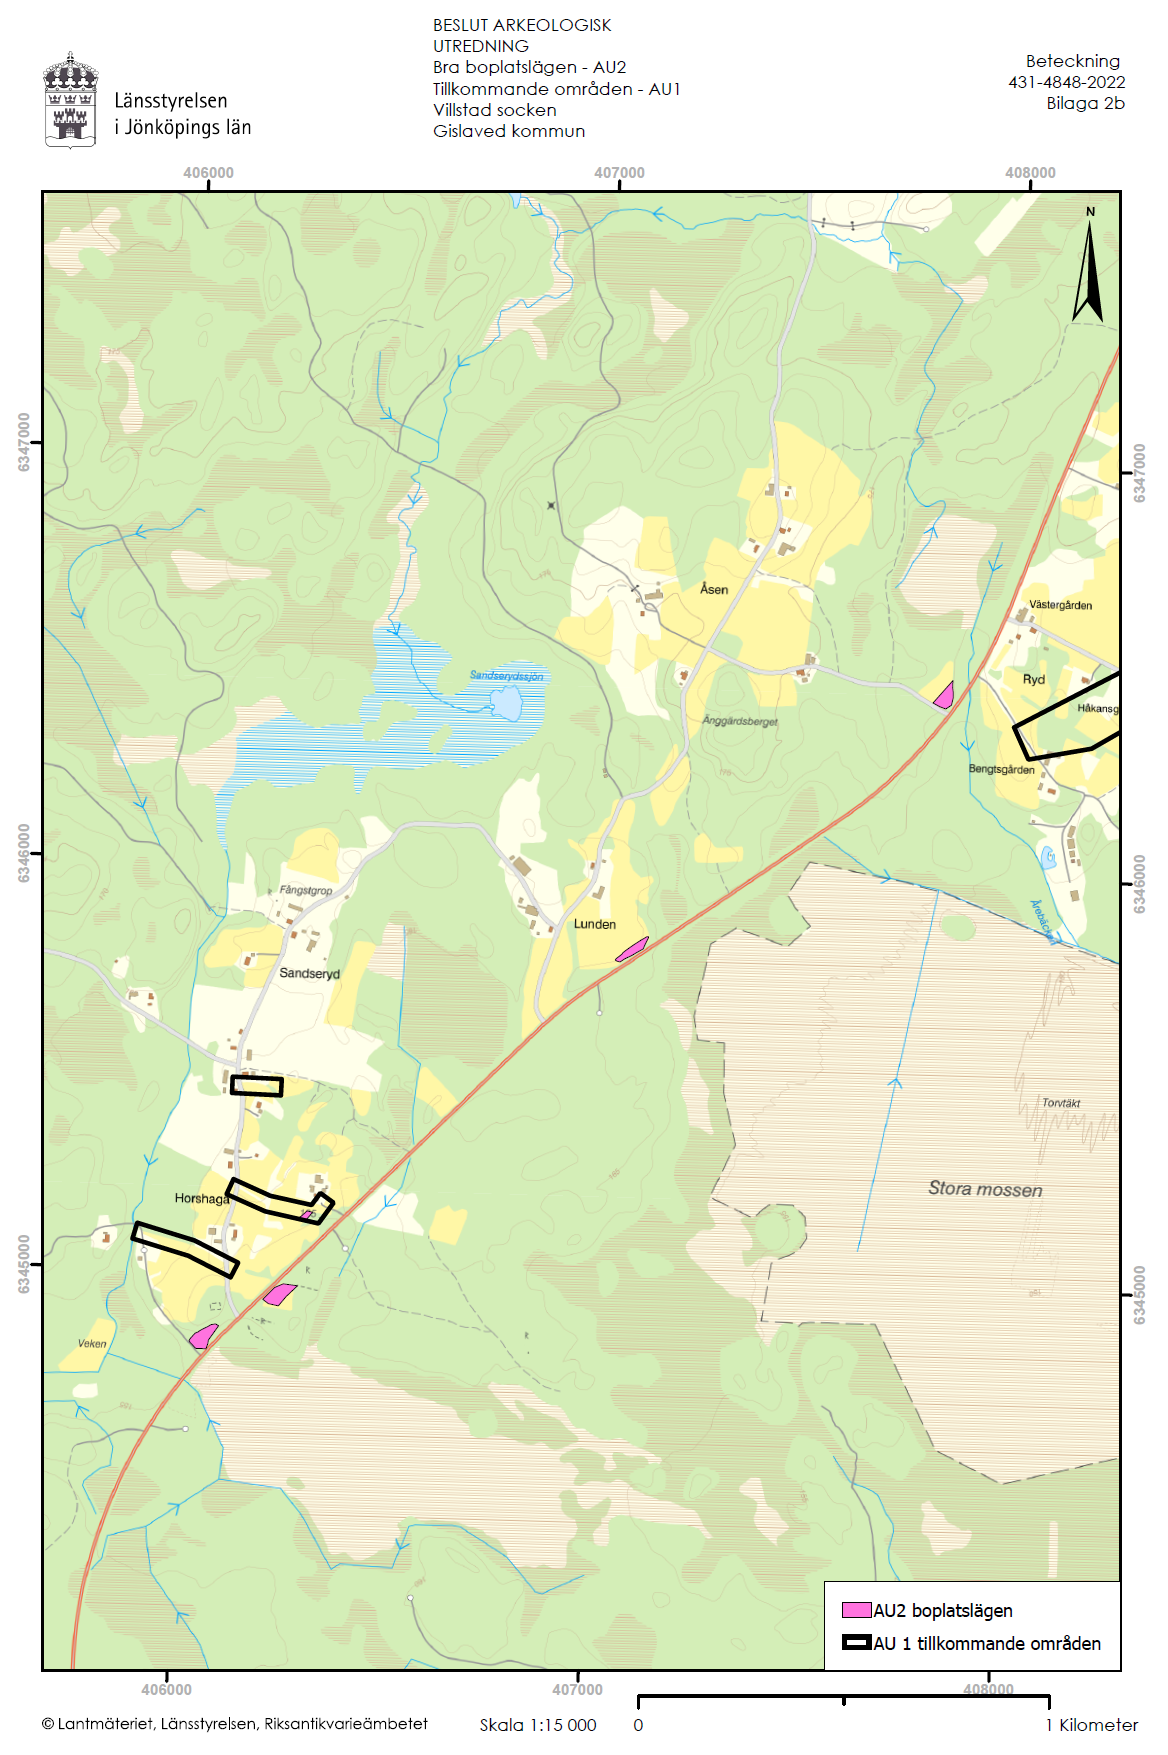 BESLUT ARKEOLOGISK
UTREDNING
Bra boplatslägen - AU2
Tillkommande områden - AU1
Villstad socken
Gislaved kommun
Beteckning
431-4848-2022
Bilaga 2b
Länsstyrelsen
i Jönköpings län
406000
407000
408000
N
6347000
6347000
Åsen
Västergården
Sandserydssjön
Ryd
Håkansg
Änggärdsberget
Bengtsgården
6346000
6346000
Fångstgrop
Lunden
Årebäcken
Sandseryd
Torvtäkt
Stora mossen
Horshaga
R
6345000
6345000
R
R
Veken
AU2 boplatslägen
AU 1 tillkommande områden
406000
407000
408000
© Lantmäteriet, Länsstyrelsen, Riksantikvarieämbetet
Skala 1:15 000
0
1 Kilometer